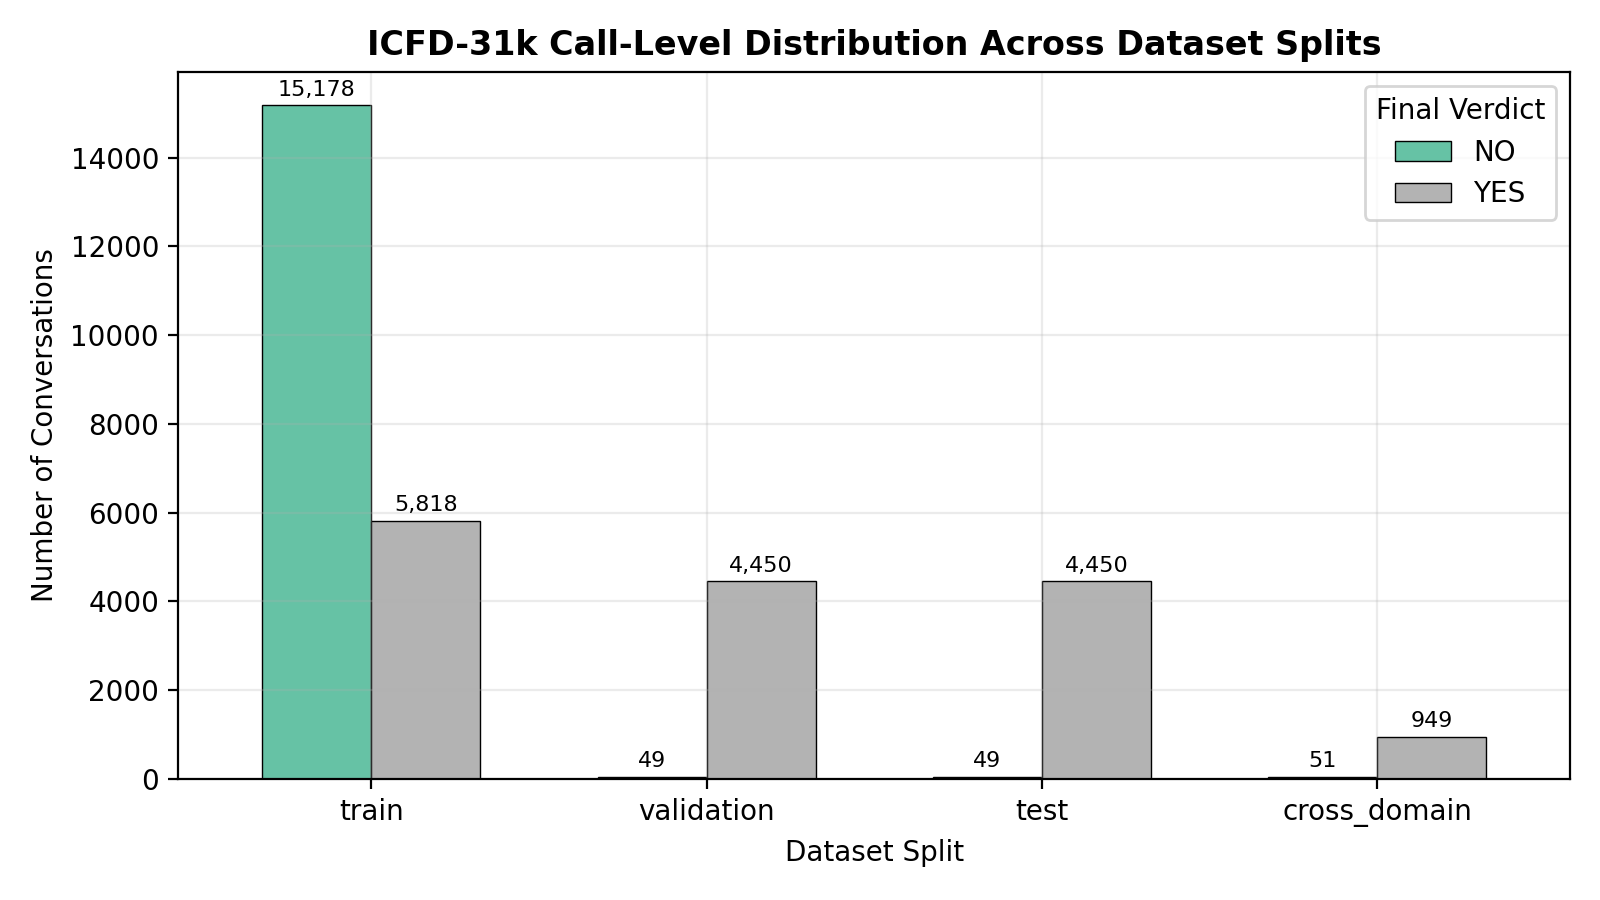 ICFD-31k Call-Level Distribution Across Dataset Splits
Number of Conversations
14000
12000
10000
8000
6000
4000
2000
0
15,178
5,818
49
4,450
49
4,450
51
949
Final Verdict
NO
YES
train
validation
test
cross_domain
Dataset Split